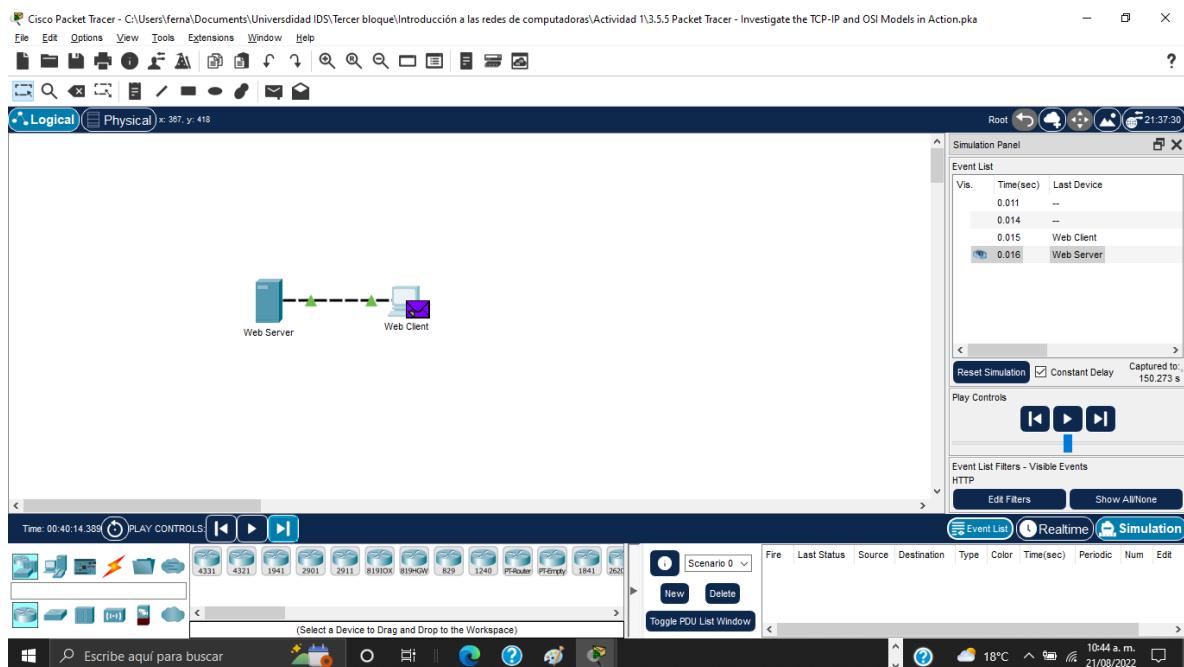 Cisco Packet Tracer - C:\Users\ferna\Documents\Universdidad IDS\Tercer bloque\Introducción a las redes de computadoras\Actividad 1\3.5.5 Packet Tracer - Investigate the TCP-IP and OSI Models in Action.pka
File Edit Options View Tools Extensions Window Help
?
Logical Physical x: 367, y: 418 Root 21:37:30
Simulation Panel
Event List
Vis. Time(sec) Last Device
0.011 --
0.014 --
0.015 Web Client
0.016 Web Server
Web Server Web Client
Reset Simulation Constant Delay Captured to:
150.273 s
Play Controls
Event List Filters - Visible Events
HTTP
Edit Filters Show All/None
Time: 00:40:14.389 PLAY CONTROLS: Event List Realtime Simulation
4331 4321 1941 2901 2911 819IOX 819HGW 829 1240 PT-Router PT-Empty 1841 2620
Scenario 0 Fire Last Status Source Destination Type Color Time(sec) Periodic Num Edit
New Delete
Toggle PDU List Window
(Select a Device to Drag and Drop to the Workspace)
Escribe aquí para buscar 18°C 10:44 a. m.
21/08/2022